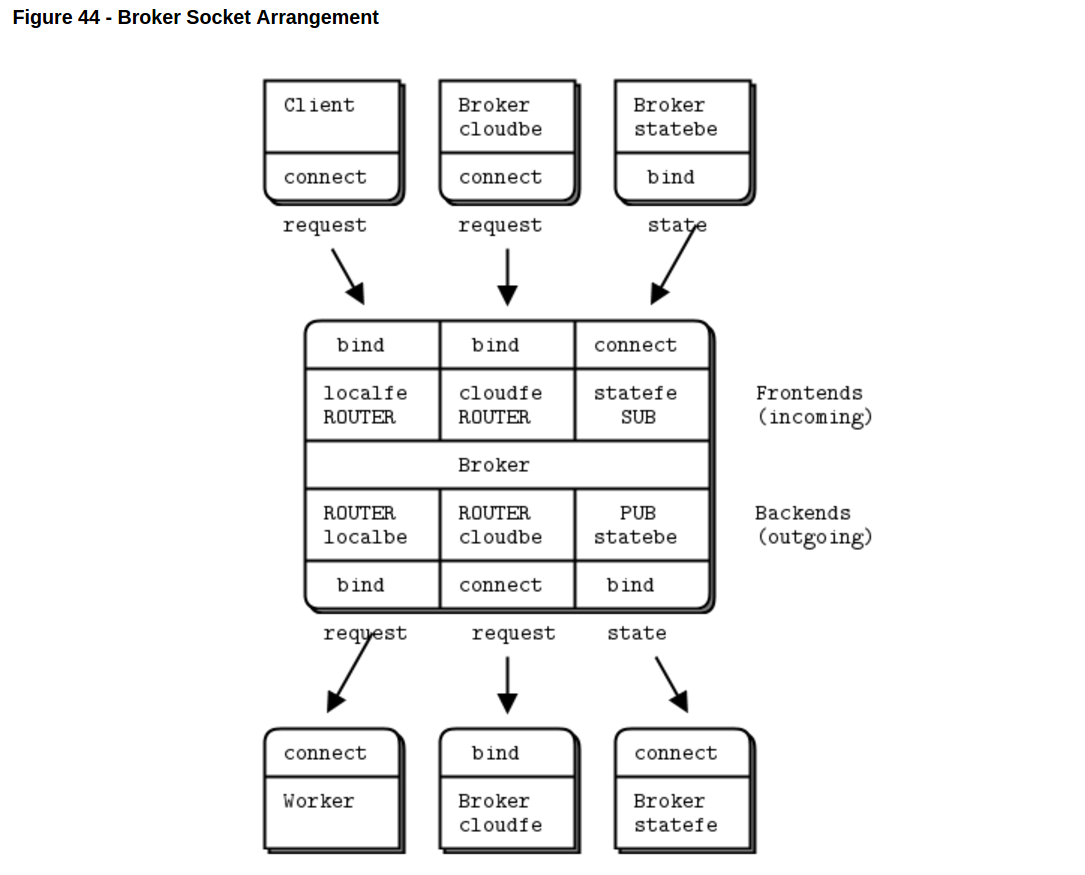 Figure 44 - Broker Socket Arrangement
Client
connect
request
Broker
cloudbe
connect
request
Broker
statebe
bind
state
bind
bind
connect
localfe
ROUTER
cloudfe
ROUTER
statefe
SUB
Frontends
(incoming)
Broker
ROUTER
localbe
ROUTER
cloudbe
PUB
statebe
Backends
(outgoing)
bind
connect
bind
request
request
state
connect
Worker
bind
Broker
cloudfe
connect
Broker
statefe